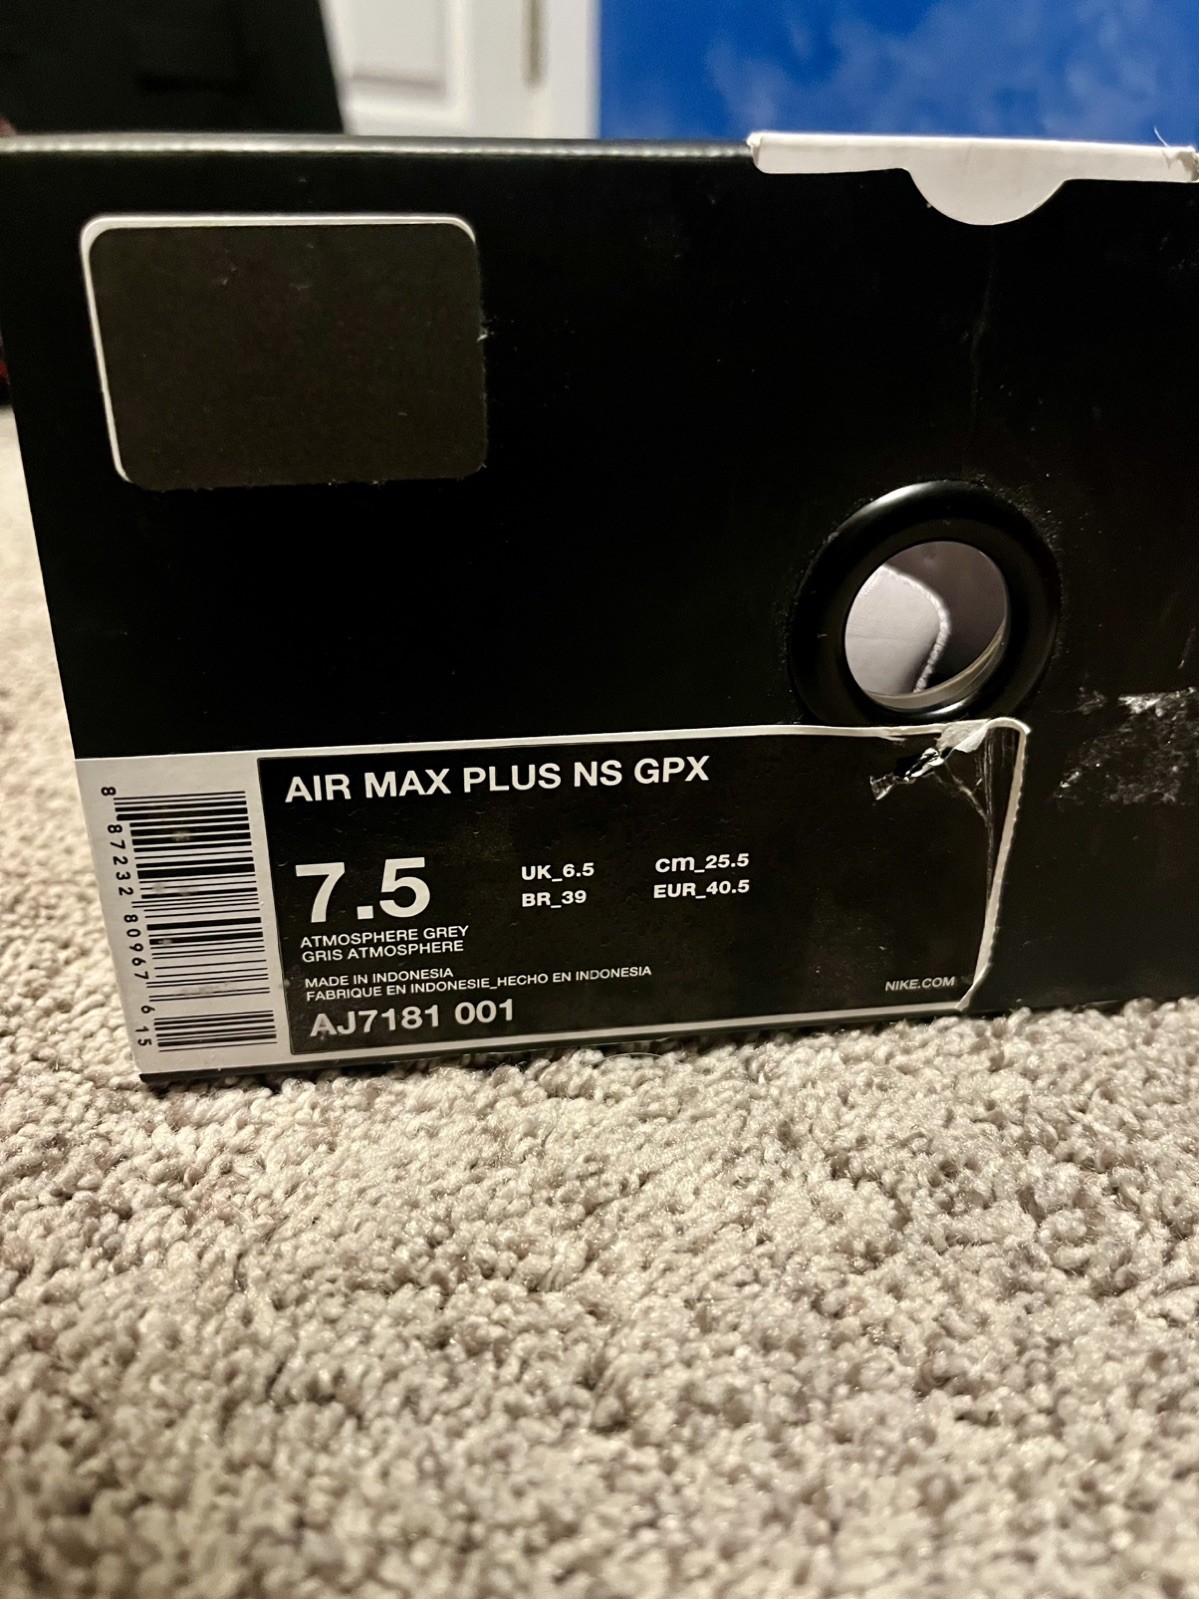 AIR MAX PLUS NS GPX
7.5
UK_6.5 cm_25.5
BR_39 EUR_40.5
ATMOSPHERE GREY
GRIS ATMOSPHERE
MADE IN INDONESIA
FABRIQUE EN INDONESIE_HECHO EN INDONESIA
AJ7181 001
NIKE.COM
8 87232 80967 6 15